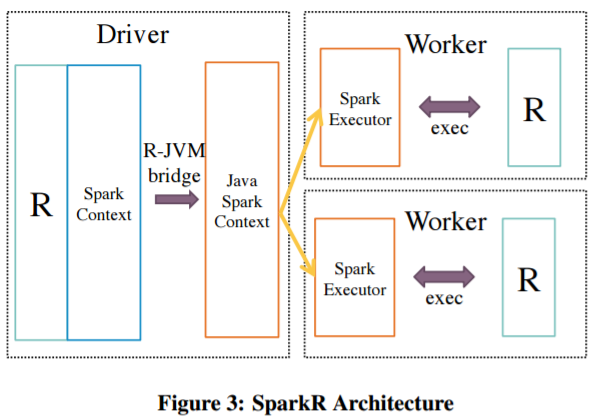 Driver
R
Spark
Context
R-JVM
bridge
Java
Spark
Context
Worker
Spark
Executor
exec
R
Worker
Spark
Executor
exec
R
Figure 3: SparkR Architecture